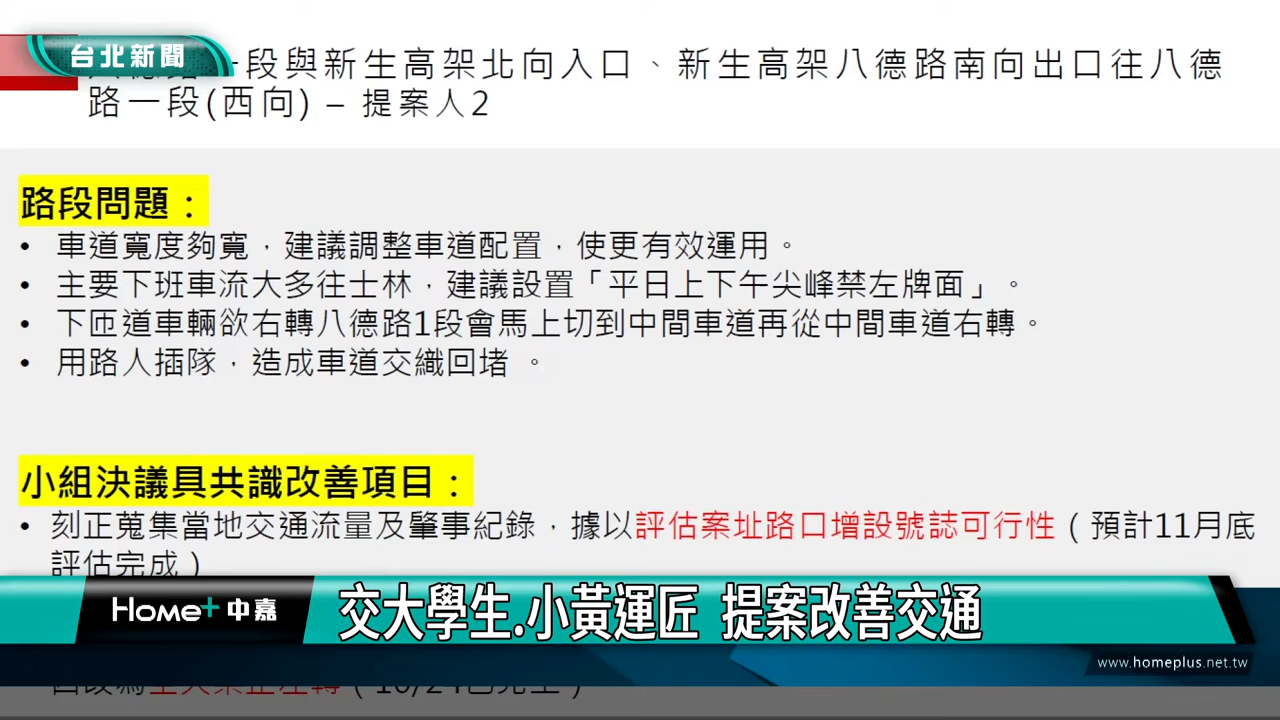 台北新聞
一段與新生高架北向入口、新生高架八德路南向出口往八德
路一段(西向) – 提案人2
路段問題：
• 車道寬度夠寬，建議調整車道配置，使更有效運用。
• 主要下班車流大多往士林，建議設置「平日上下午尖峰禁左牌面」。
• 下匝道車輛欲右轉八德路1段會馬上切到中間車道再從中間車道右轉。
• 用路人插隊，造成車道交織回堵 。
小組決議具共識改善項目：
• 刻正蒐集當地交通流量及肇事紀錄，據以評估案址路口增設號誌可行性（預計11月底
評估完成）
Home+中嘉
交大學生.小黃運匠 提案改善交通
www.homeplus.net.tw